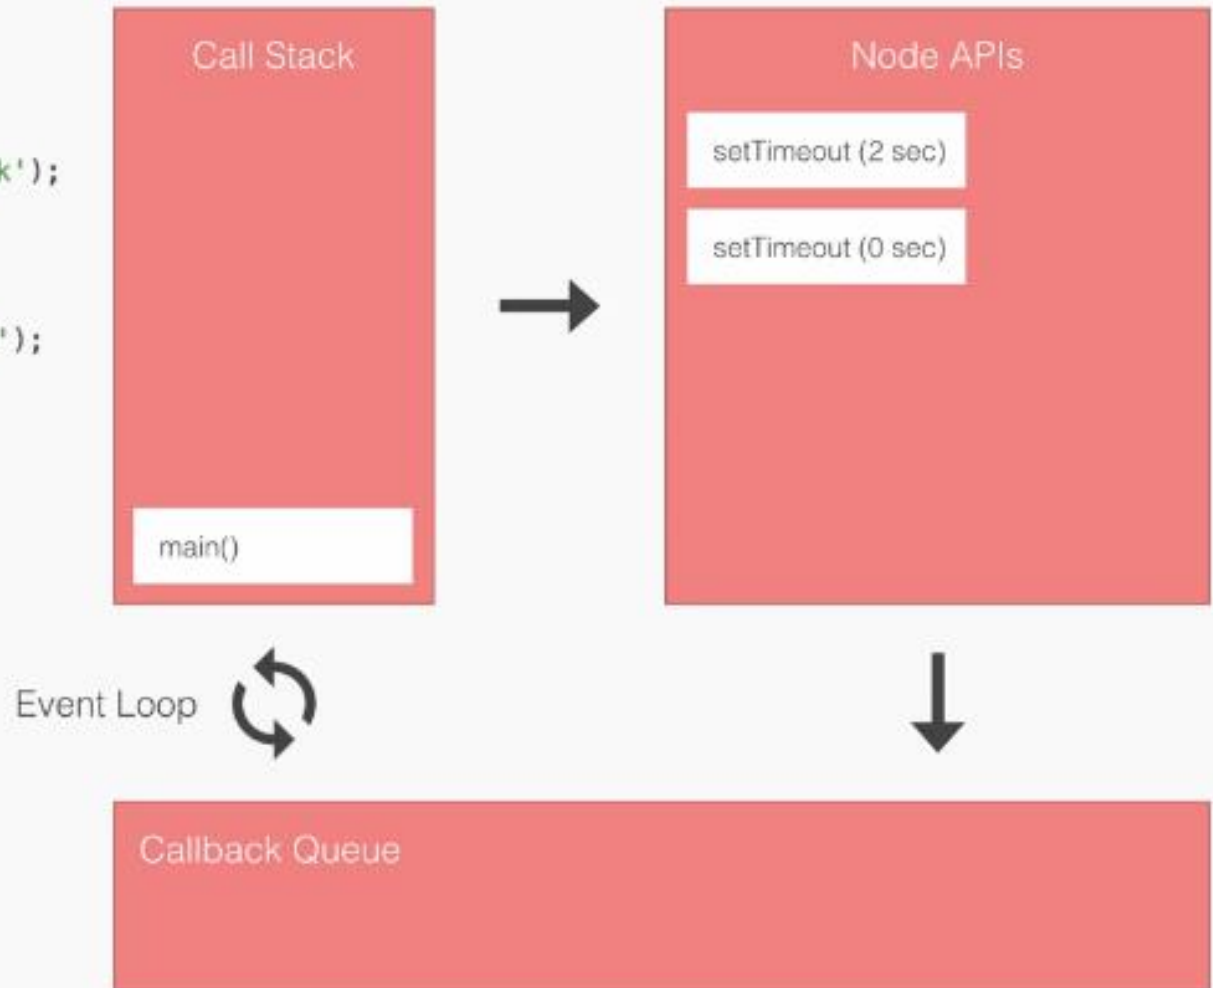 Call Stack
Node APIs
k');
setTimeout (2 sec)
setTimeout (0 sec)
');
main()
Event Loop
Callback Queue